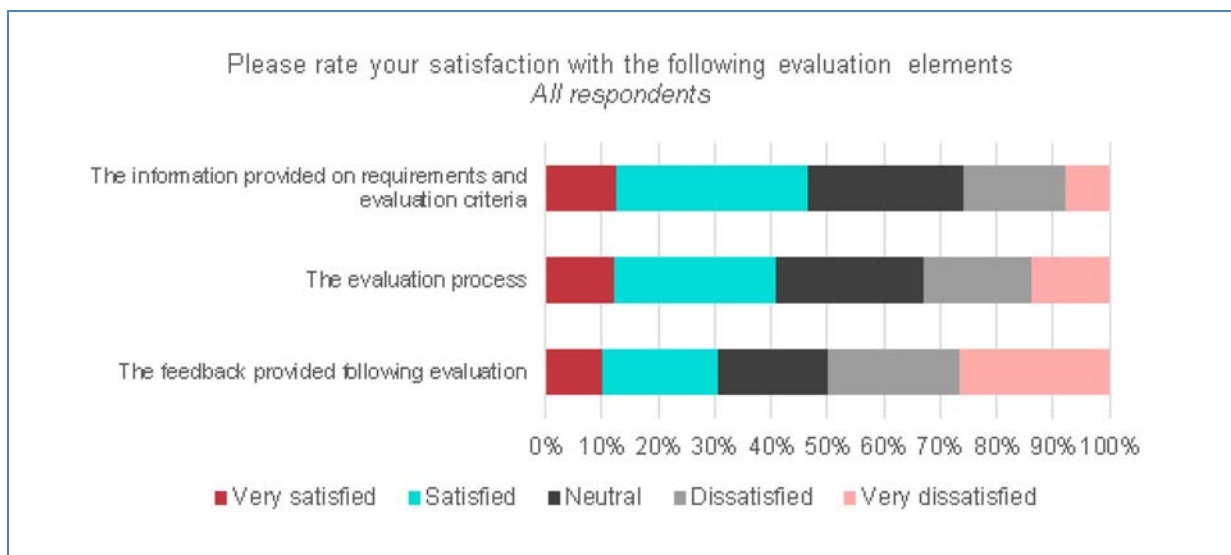 Please rate your satisfaction with the following evaluation elements
All respondents
The information provided on requirements and
evaluation criteria
The evaluation process
The feedback provided following evaluation
0% 10% 20% 30% 40% 50% 60% 70% 80% 90% 100%
Very satisfied Satisfied Neutral Dissatisfied Very dissatisfied